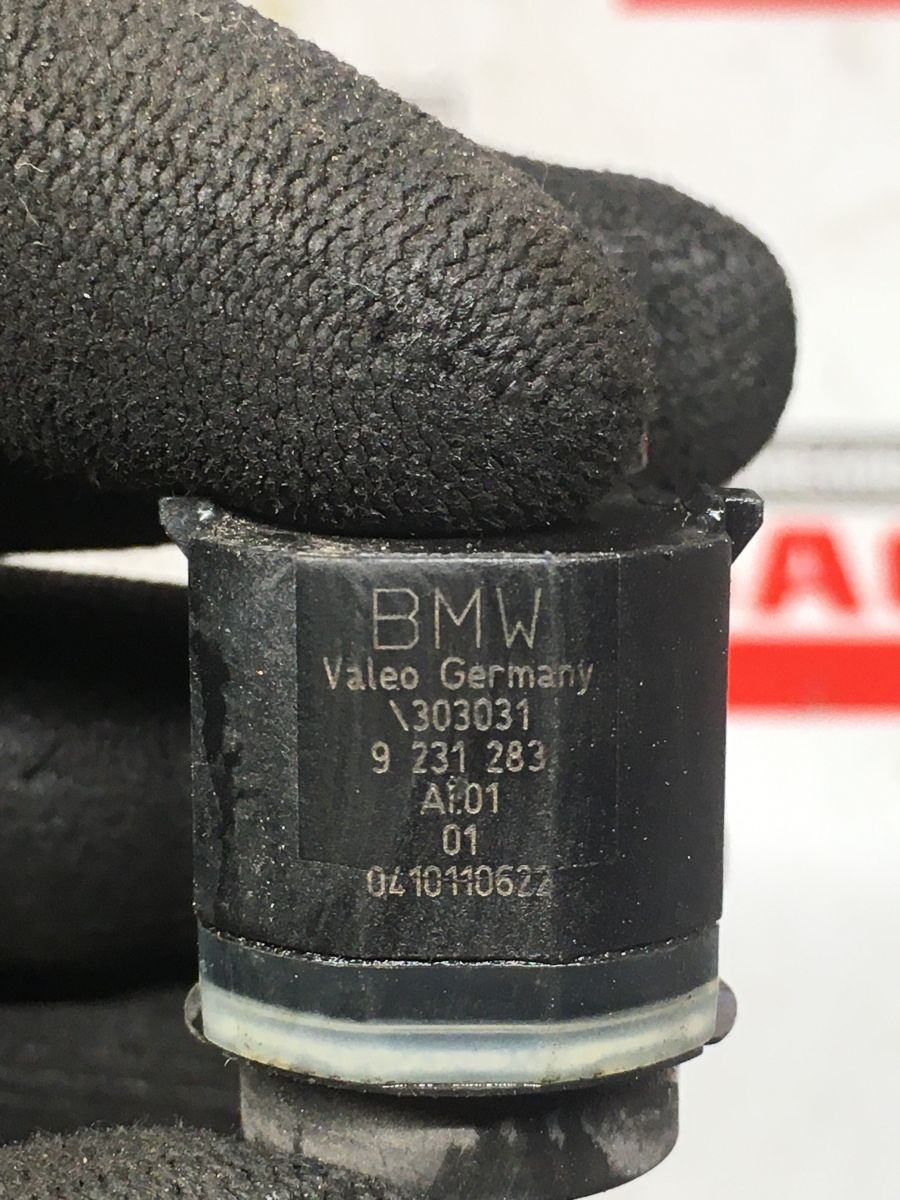 BMW
Valeo Germany
\303031
9 231 283
AI:01
01
0410110622